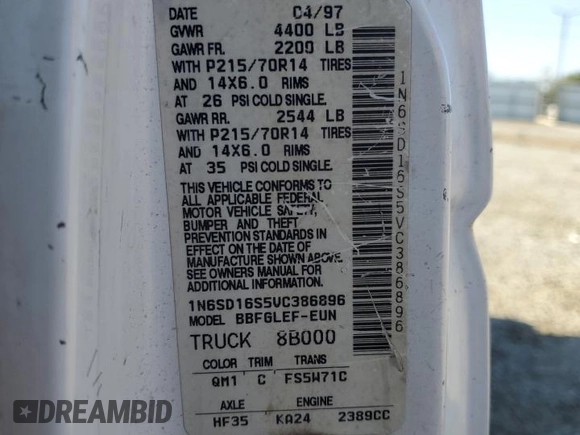 DATE 04/97
GVWR 4400 LB
GAWR FR. 2200 LB
WITH P215/70R14 TIRES
AND 14X6.0 RIMS
AT 26 PSI COLD SINGLE.
GAWR RR. 2544 LB
WITH P215/70R14 TIRES
AND 14X6.0 RIMS
AT 35 PSI COLD SINGLE.
THIS VEHICLE CONFORMS TO
ALL APPLICABLE FEDERAL
MOTOR VEHICLE SAFETY,
BUMPER AND THEFT
PREVENTION STANDARDS IN
EFFECT ON THE DATE OF
MANUFACTURE SHOWN ABOVE.
SEE OWNERS MANUAL FOR
ADDITIONAL INFORMATION.
1N6SD16S5VC386896
MODEL BBFGLEF-EUN
TRUCK 8B000
COLOR TRIM TRANS
QM1 C FS5W71C
AXLE ENGINE
HF35 KA24 2389CC
1N6SD16S5VC386896